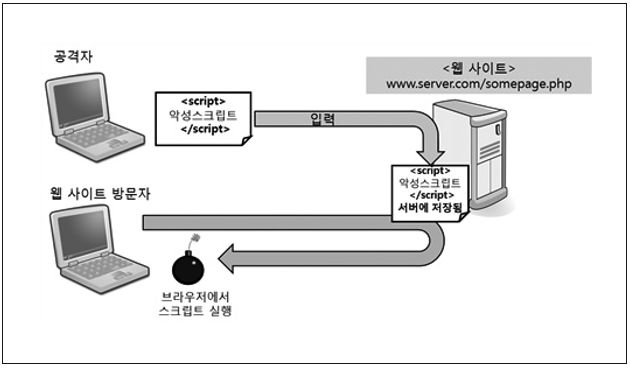 공격자
<웹 사이트>
www.server.com/somepage.php
<script>
악성스크립트
</script>
입력
<script>
악성스크립트
</script>
서버에 저장됨
웹 사이트 방문자
브라우저에서
스크립트 실행